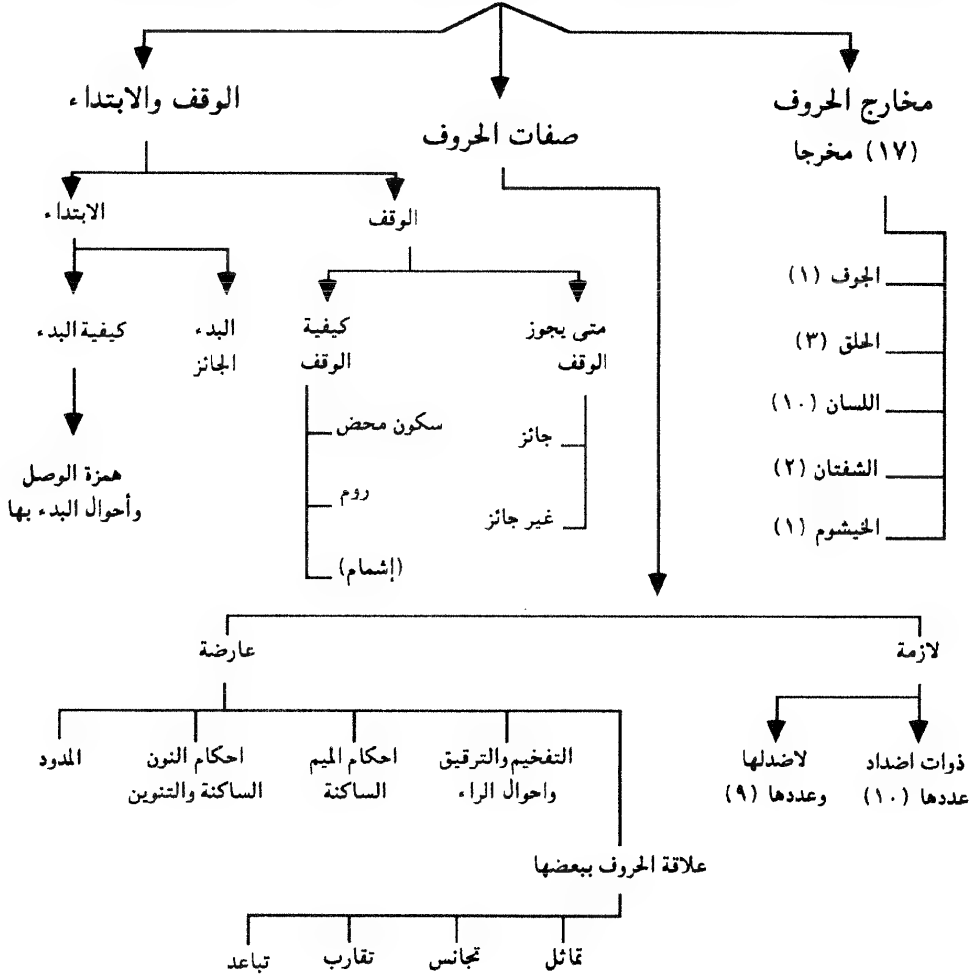 مخارج الحروف
(١٧) مخرجا
الجوف (١)
الحلق (٣)
اللسان (١٠)
الشفتان (٢)
الخيشوم (١)
صفات الحروف
الوقف والابتداء
الوقف
الابتداء
متى يجوز
الوقف
جائز
غير جائز
كيفية
الوقف
سكون محض
روم
(إشمام)
البدء
الجائز
كيفية البدء
همزة الوصل
وأحوال البدء بها
لازمة
ذوات اضداد
عددها (١٠)
لاضدلها
وعددها (٩)
عارضة
التفخيم والترقيق
واحوال الراء
احكام الميم
الساكنة
احكام النون
الساكنة والتنوين
المدود
علاقة الحروف ببعضها
تماثل
تجانس
تقارب
تباعد